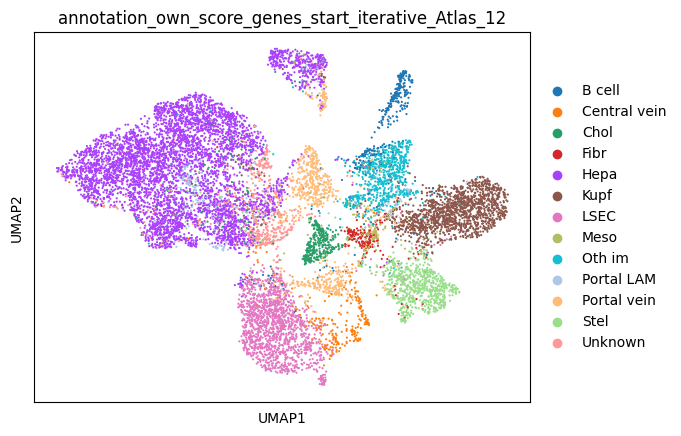 annotation_own_score_genes_start_iterative_Atlas_12
UMAP2
UMAP1
B cell
Central vein
Chol
Fibr
Hepa
Kupf
LSEC
Meso
Oth im
Portal LAM
Portal vein
Stel
Unknown